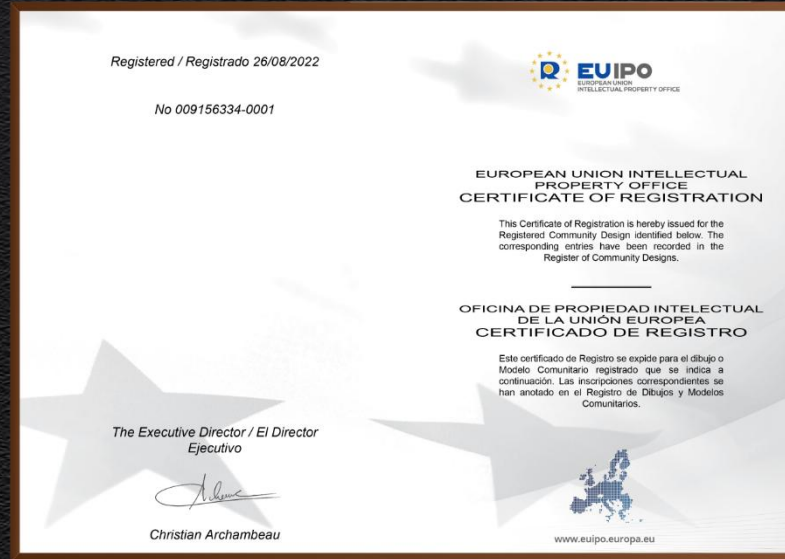 Registered / Registrado 26/08/2022
No 009156334-0001
The Executive Director / El Director
Ejecutivo
Christian Archambeau
EUIPO
EUROPEAN UNION
INTELLECTUAL PROPERTY OFFICE
EUROPEAN UNION INTELLECTUAL
PROPERTY OFFICE
CERTIFICATE OF REGISTRATION
This Certificate of Registration is hereby issued for the
Registered Community Design identified below. The
corresponding entries have been recorded in the
Register of Community Designs.
OFICINA DE PROPIEDAD INTELECTUAL
DE LA UNIÓN EUROPEA
CERTIFICADO DE REGISTRO
Este certificado de Registro se expide para el dibujo o
Modelo Comunitario registrado que se indica a
continuación. Las inscripciones correspondientes se
han anotado en el Registro de Dibujos y Modelos
Comunitarios.
www.euipo.europa.eu